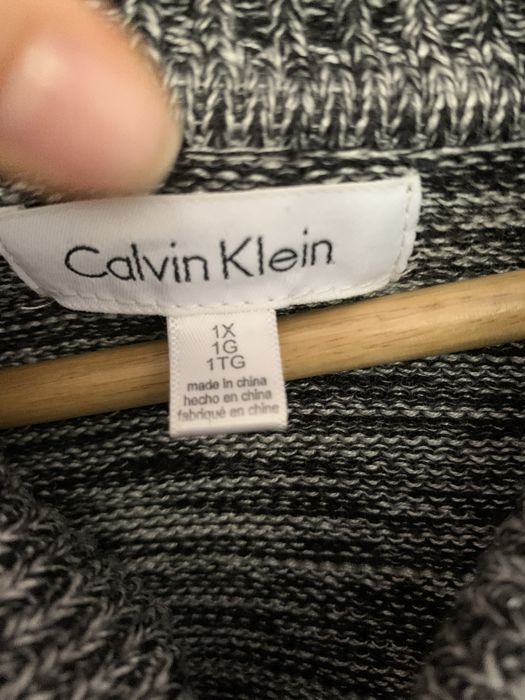 Calvin Klein
1X
1G
1TG
made in china
hecho en china
fabriqué en chine